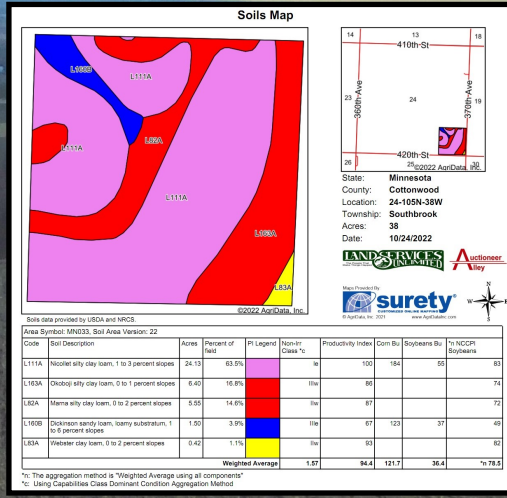 Soils Map
L160B
L111A
L111A
L82A
L111A
L163A
L83A
©2022 AgriData, Inc.
Soils data provided by USDA and NRCS.
14
13
18
410th St
23
360th Ave
24
370th Ave
19
420th St
26
25
30
©2022 AgriData, Inc.
State: Minnesota
County: Cottonwood
Location: 24-105N-38W
Township: Southbrook
Acres: 38
Date: 10/24/2022
LAND SERVICES UNLIMITED
Auctioneer Alley
Maps Provided By
surety®
CUSTOMIZED ONLINE MAPPING
© AgriData, Inc. 2021 www.AgriDataInc.com
N
W E
S
Area Symbol: MN033, Soil Area Version: 22
Code Soil Description Acres Percent of field PI Legend Non-Irr Class *c Productivity Index Corn Bu Soybeans Bu *n NCCPI Soybeans
L111A Nicollet silty clay loam, 1 to 3 percent slopes 24.13 63.5% Ie 100 184 55 83
L163A Okoboji silty clay loam, 0 to 1 percent slopes 6.40 16.8% IIIw 86 74
L82A Marna silty clay loam, 0 to 2 percent slopes 5.55 14.6% IIw 87 72
L160B Dickinson sandy loam, loamy substratum, 1 to 6 percent slopes 1.50 3.9% IIIe 67 132 37 49
L83A Webster clay loam, 0 to 2 percent slopes 0.42 1.1% IIw 93 82
Weighted Average 1.57 94.4 121.7 36.4 *n 78.5
*n: The aggregation method is "Weighted Average using all components"
*c: Using Capabilities Class Dominant Condition Aggregation Method